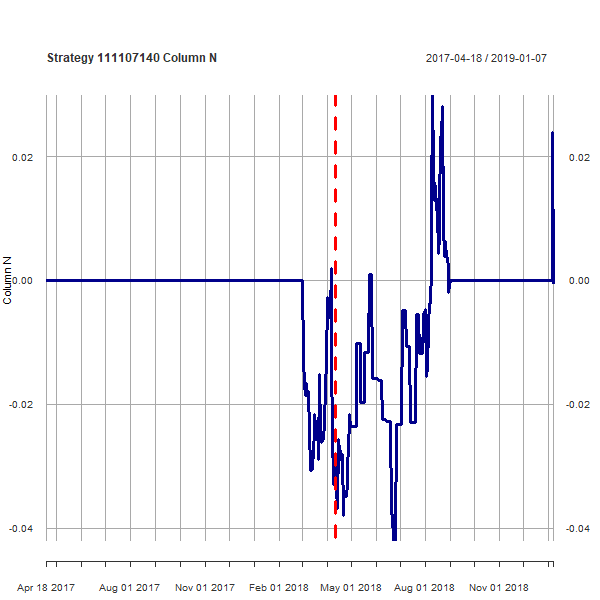 Strategy 111107140 Column N
2017-04-18 / 2019-01-07
0.02
0.02
0.00
0.00
Column N
-0.02
-0.02
-0.04
-0.04
Apr 18 2017
Aug 01 2017
Nov 01 2017
Feb 01 2018
May 01 2018
Aug 01 2018
Nov 01 2018